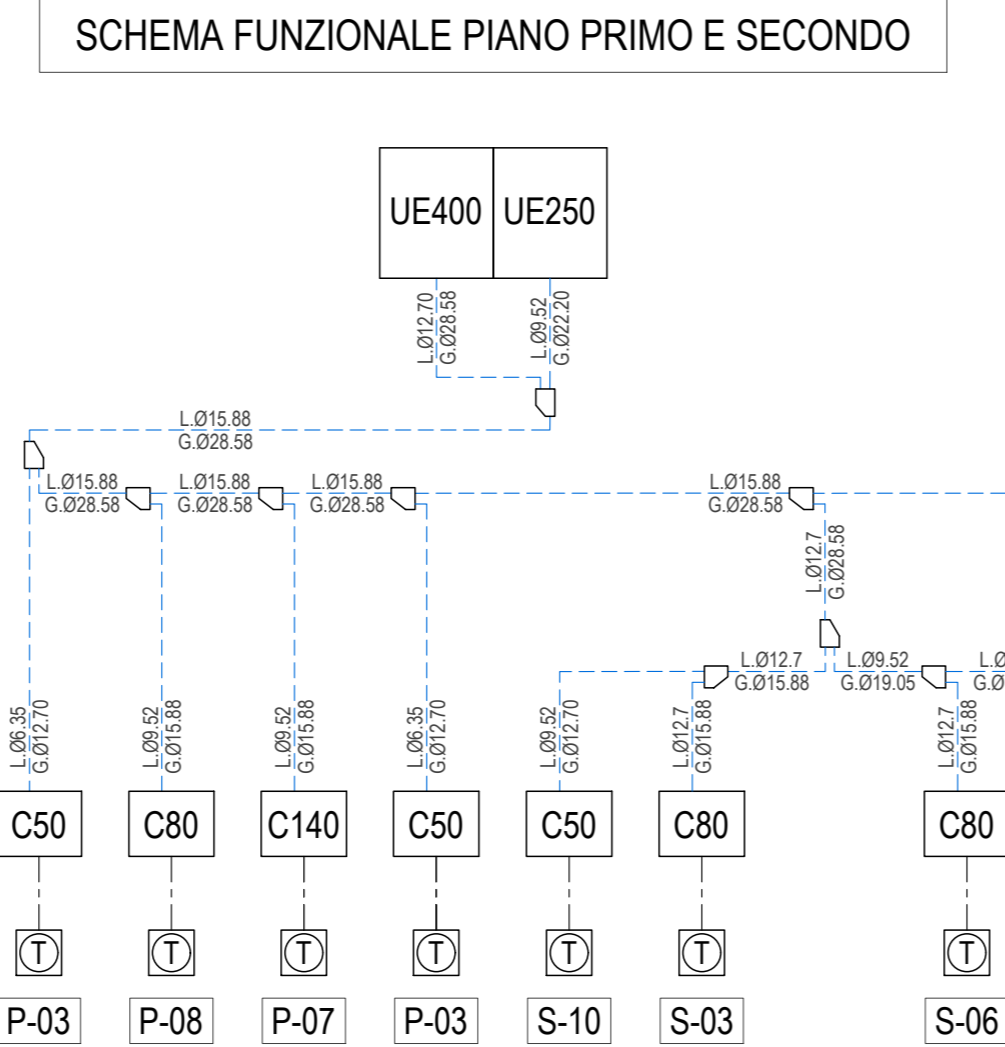 SCHEMA FUNZIONALE PIANO PRIMO E SECONDO
UE400 UE250
L.Ø12.70
G.Ø28.58
L.Ø9.52
G.Ø22.20
L.Ø15.88
G.Ø28.58
L.Ø15.88
G.Ø28.58
L.Ø15.88
G.Ø28.58
L.Ø15.88
G.Ø28.58
L.Ø15.88
G.Ø28.58
L.Ø12.7
G.Ø28.58
L.Ø12.7
G.Ø15.88
L.Ø9.52
G.Ø19.05
L.Ø
G.Ø
L.Ø6.35
G.Ø12.70
L.Ø9.52
G.Ø15.88
L.Ø9.52
G.Ø15.88
L.Ø6.35
G.Ø12.70
L.Ø9.52
G.Ø12.70
L.Ø12.7
G.Ø15.88
L.Ø12.7
G.Ø15.88
C50 C80 C140 C50 C50 C80 C80
T T T T T T T
P-03 P-08 P-07 P-03 S-10 S-03 S-06